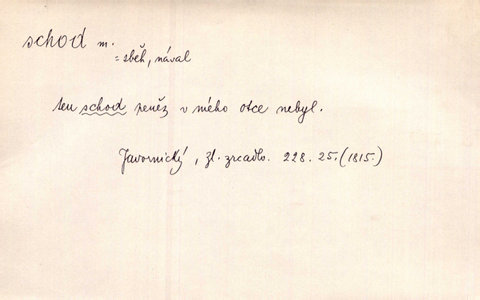 schod m.
= sběh, nával
ten schod peněz v mého otce nebyl.
Javornický, Zl. zrcadlo. 228. 25. (1815.)